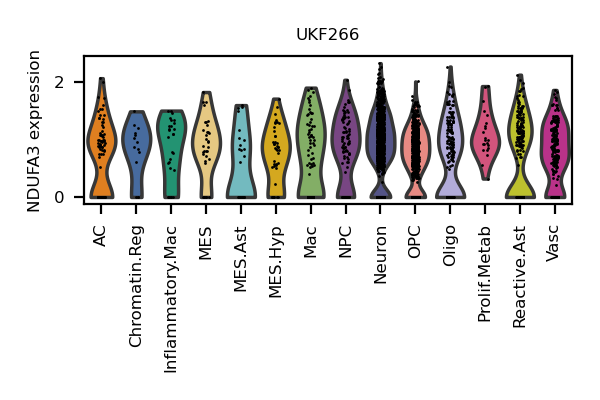 UKF266
NDUFA3 expression
2
0
AC
Chromatin.Reg
Inflammatory.Mac
MES
MES.Ast
MES.Hyp
Mac
NPC
Neuron
OPC
Oligo
Prolif.Metab
Reactive.Ast
Vasc